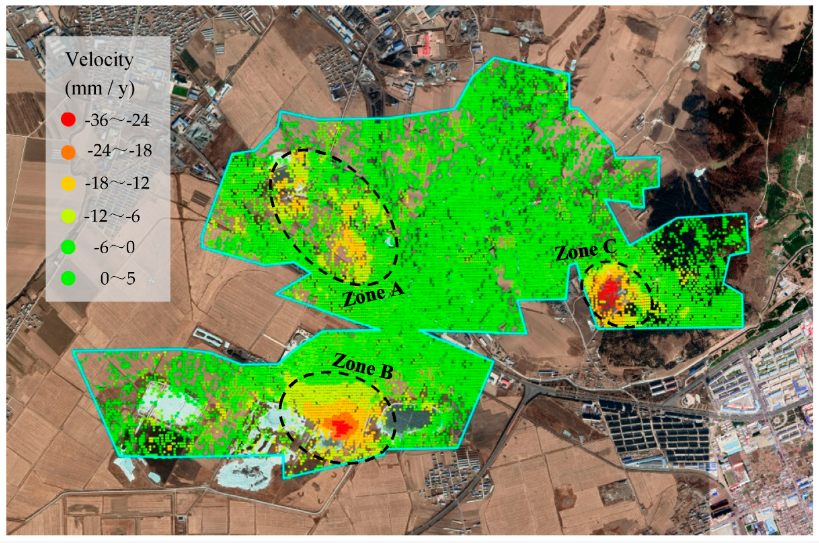 Velocity
(mm / y)
-36~-24
-24~-18
-18~-12
-12~-6
-6~0
0~5
Zone A
Zone B
Zone C